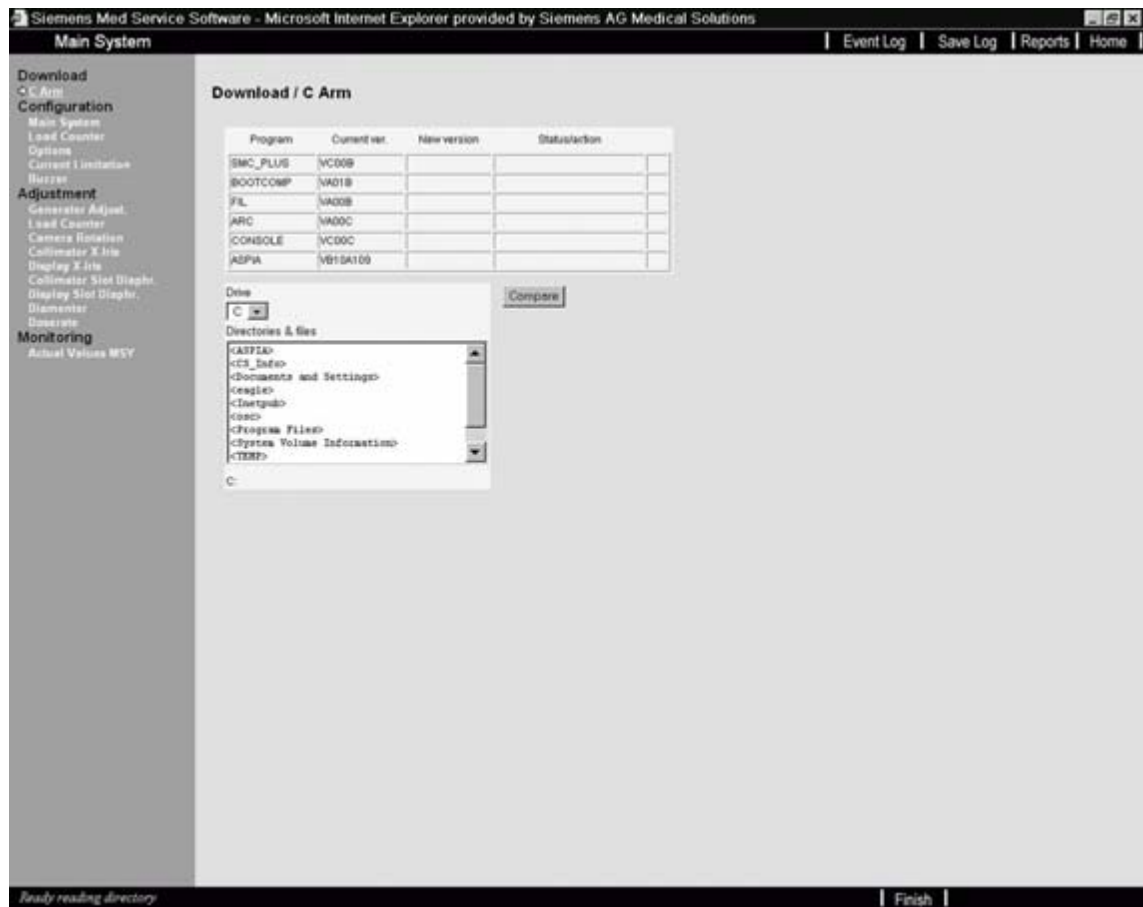 Siemens Med Service Software - Microsoft Internet Explorer provided by Siemens AG Medical Solutions
Main System
Event Log | Save Log | Reports | Home
Download
C Arm
Configuration
Main System
Load Counter
Options
Current Limitation
Buzzer
Adjustment
Generator Adjust.
Load Counter
Camera Rotation
Collimator X Iris
Display X-Iris
Collimator Slot Diaphr.
Display Slot Diaphr.
Diamenter
Doserate
Monitoring
Actual Values MSY
Download / C Arm
Program Current ver. New version Status/action
SMC_PLUS VC00B
BOOTCOMP VA01B
FIL VA00B
ARC VA00C
CONSOLE VC00C
ASPIA VB10A109
Drive
C
Compare
Directories & files
<ASPIA>
<CS_Info>
<Documents and Settings>
<eagle>
<Inetpub>
<osc>
<Program Files>
<System Volume Information>
<TEMP>
C:
Ready reading directory
Finish